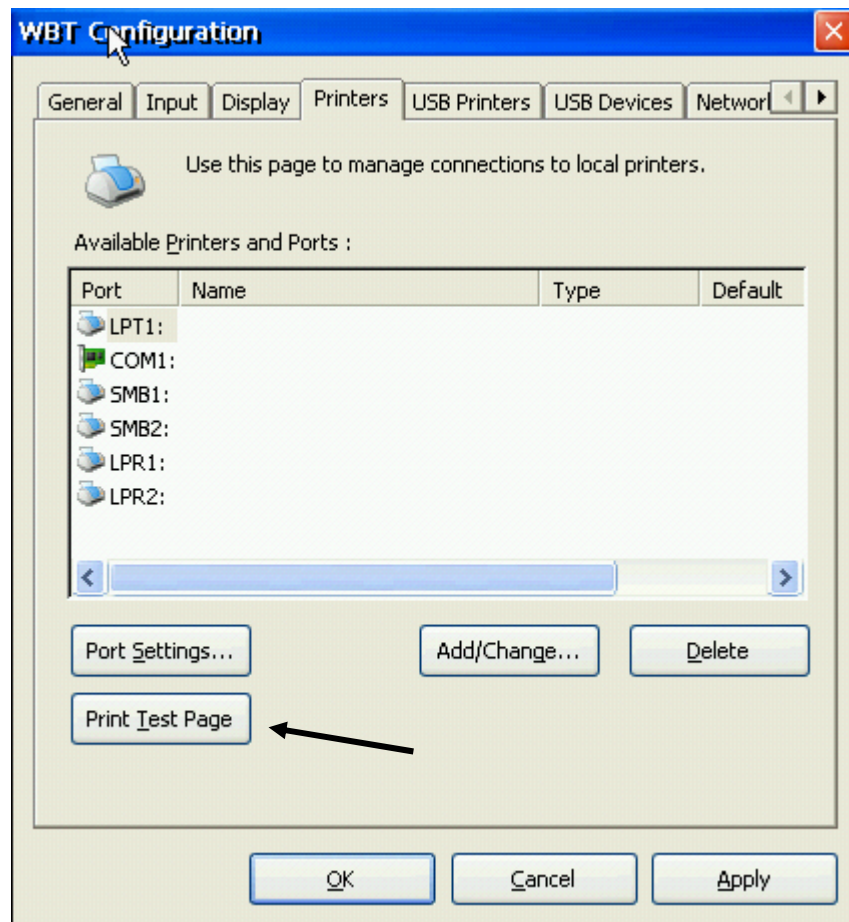 WBT Configuration
General Input Display Printers USB Printers USB Devices Networ
Use this page to manage connections to local printers.
Available Printers and Ports :
Port Name Type Default
LPT1:
COM1:
SMB1:
SMB2:
LPR1:
LPR2:
Port Settings... Add/Change... Delete
Print Test Page
OK Cancel Apply